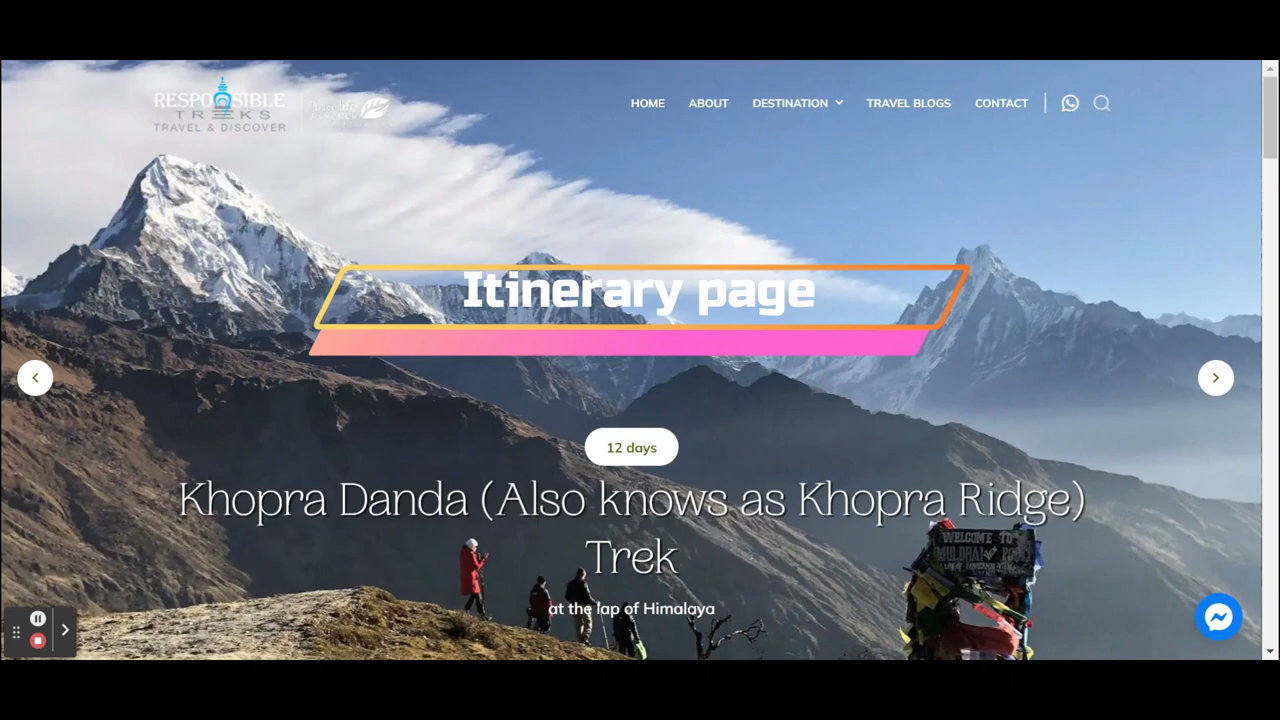 RESPONSIBLE
TREKS
TRAVEL & DISCOVER
HOME
ABOUT
DESTINATION
TRAVEL BLOGS
CONTACT
Itinerary page
12 days
Khopra Danda (Also knows as Khopra Ridge)
Trek
at the lap of Himalaya
WELCOME TO
MULDHAI